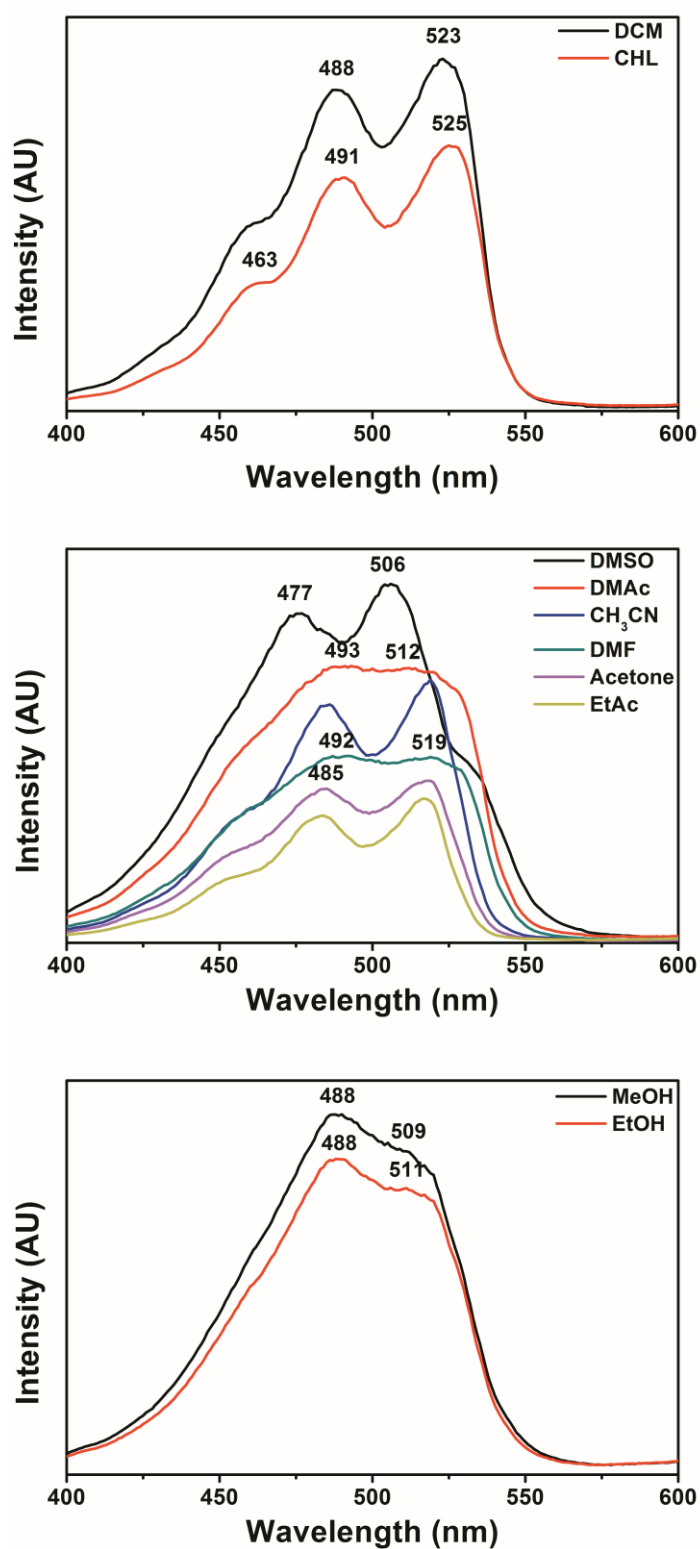 DCM
CHL
523
488
525
491
463
Intensity (AU)
400 450 500 550 600
Wavelength (nm)
DMSO
DMAc
CH₃CN
DMF
Acetone
EtAc
506
477
493 512
492 519
485
Intensity (AU)
400 450 500 550 600
Wavelength (nm)
MeOH
EtOH
488
509
488
511
Intensity (AU)
400 450 500 550 600
Wavelength (nm)